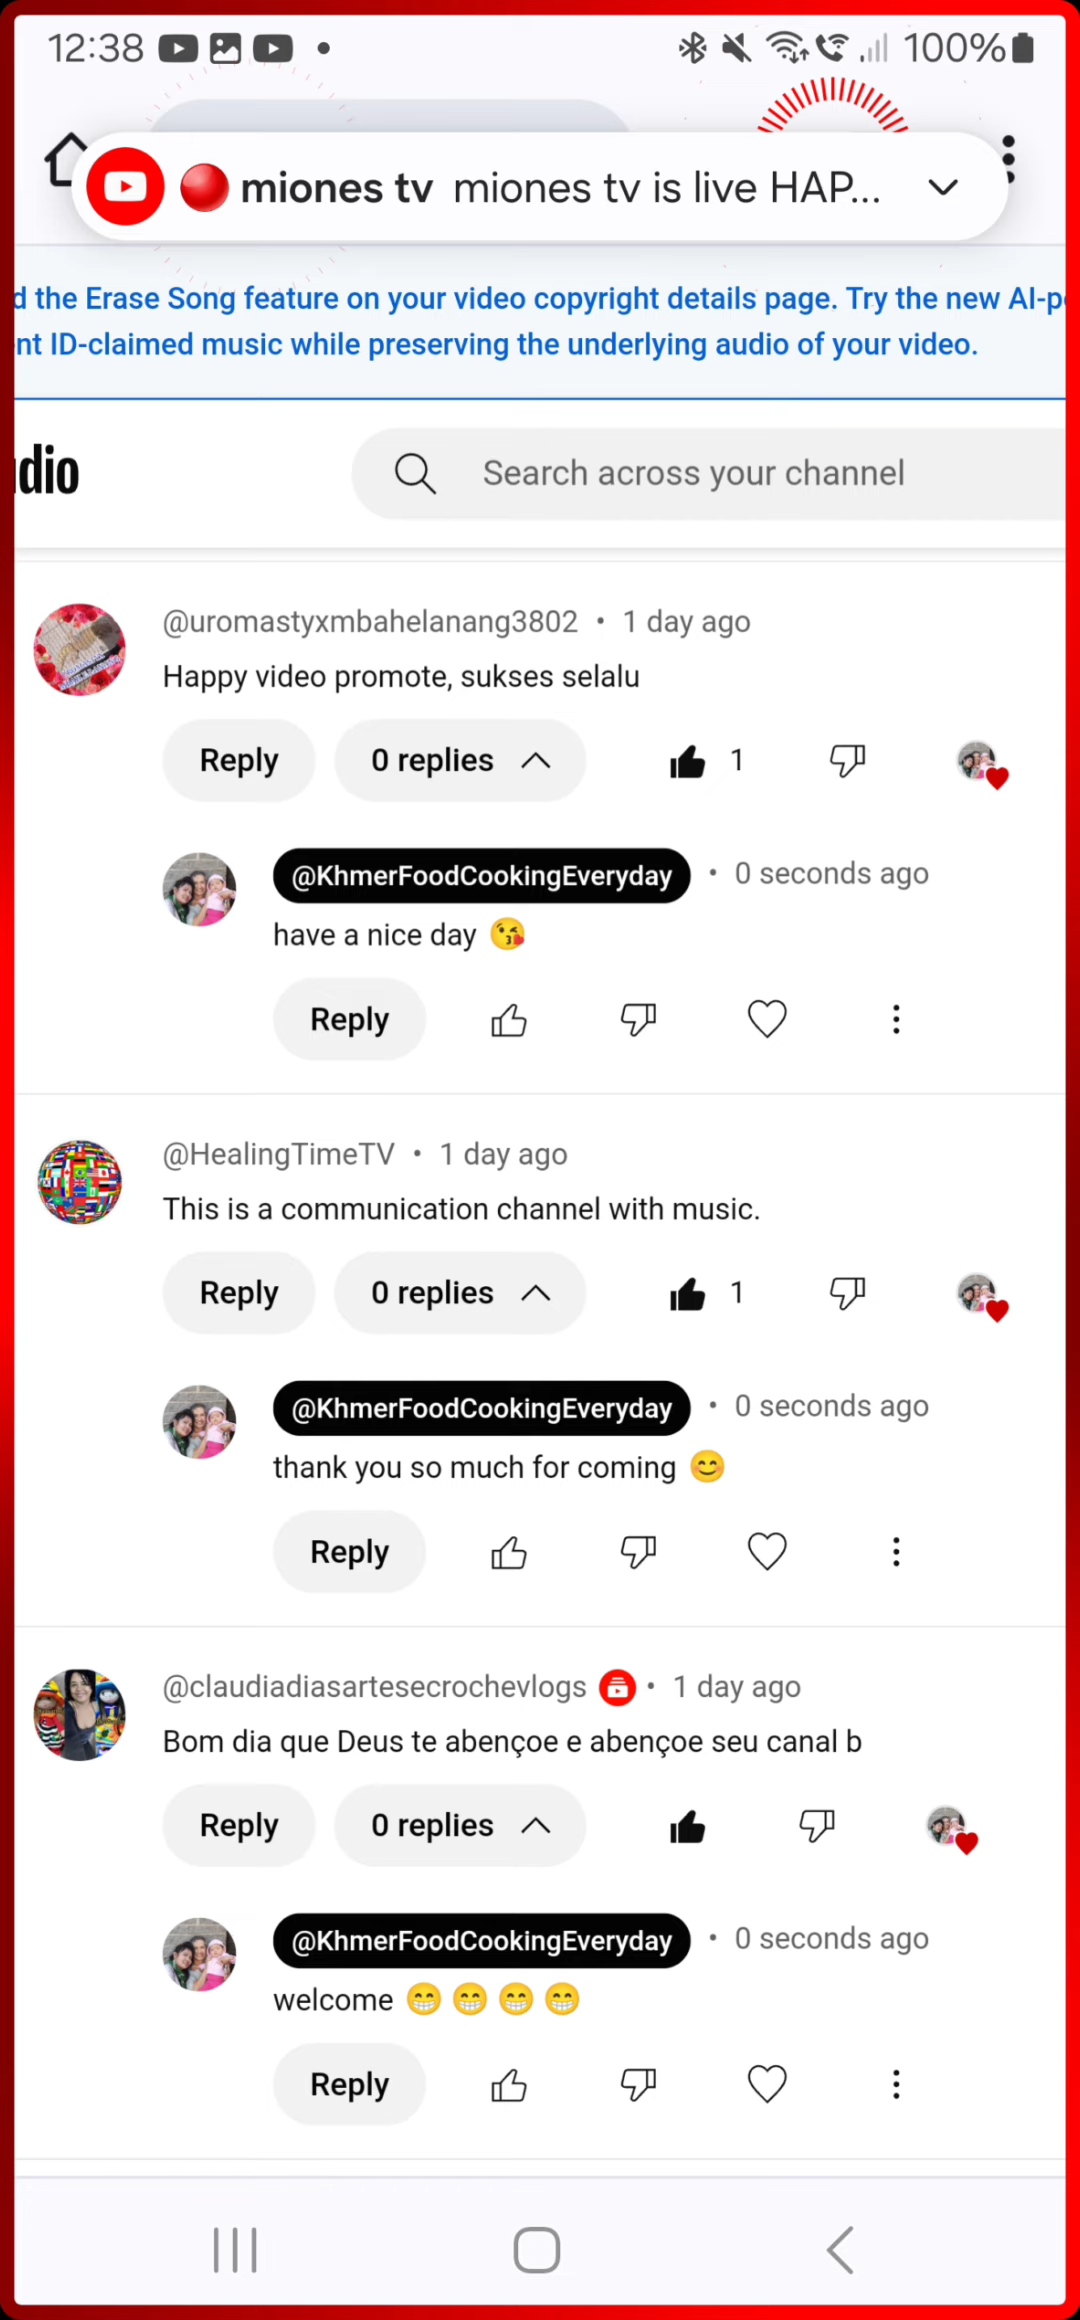 12:38
100%
miones tv miones tv is live HAP...
d the Erase Song feature on your video copyright details page. Try the new AI-p
nt ID-claimed music while preserving the underlying audio of your video.
dio
Search across your channel
@uromastyxmbahelanang3802 • 1 day ago
Happy video promote, sukses selalu
Reply 0 replies 1
@KhmerFoodCookingEveryday • 0 seconds ago
have a nice day 😘
Reply
@HealingTimeTV • 1 day ago
This is a communication channel with music.
Reply 0 replies 1
@KhmerFoodCookingEveryday • 0 seconds ago
thank you so much for coming 😊
Reply
@claudiadiasartesecrochevlogs • 1 day ago
Bom dia que Deus te abençoe e abençoe seu canal b
Reply 0 replies
@KhmerFoodCookingEveryday • 0 seconds ago
welcome 😁 😁 😁 😁
Reply